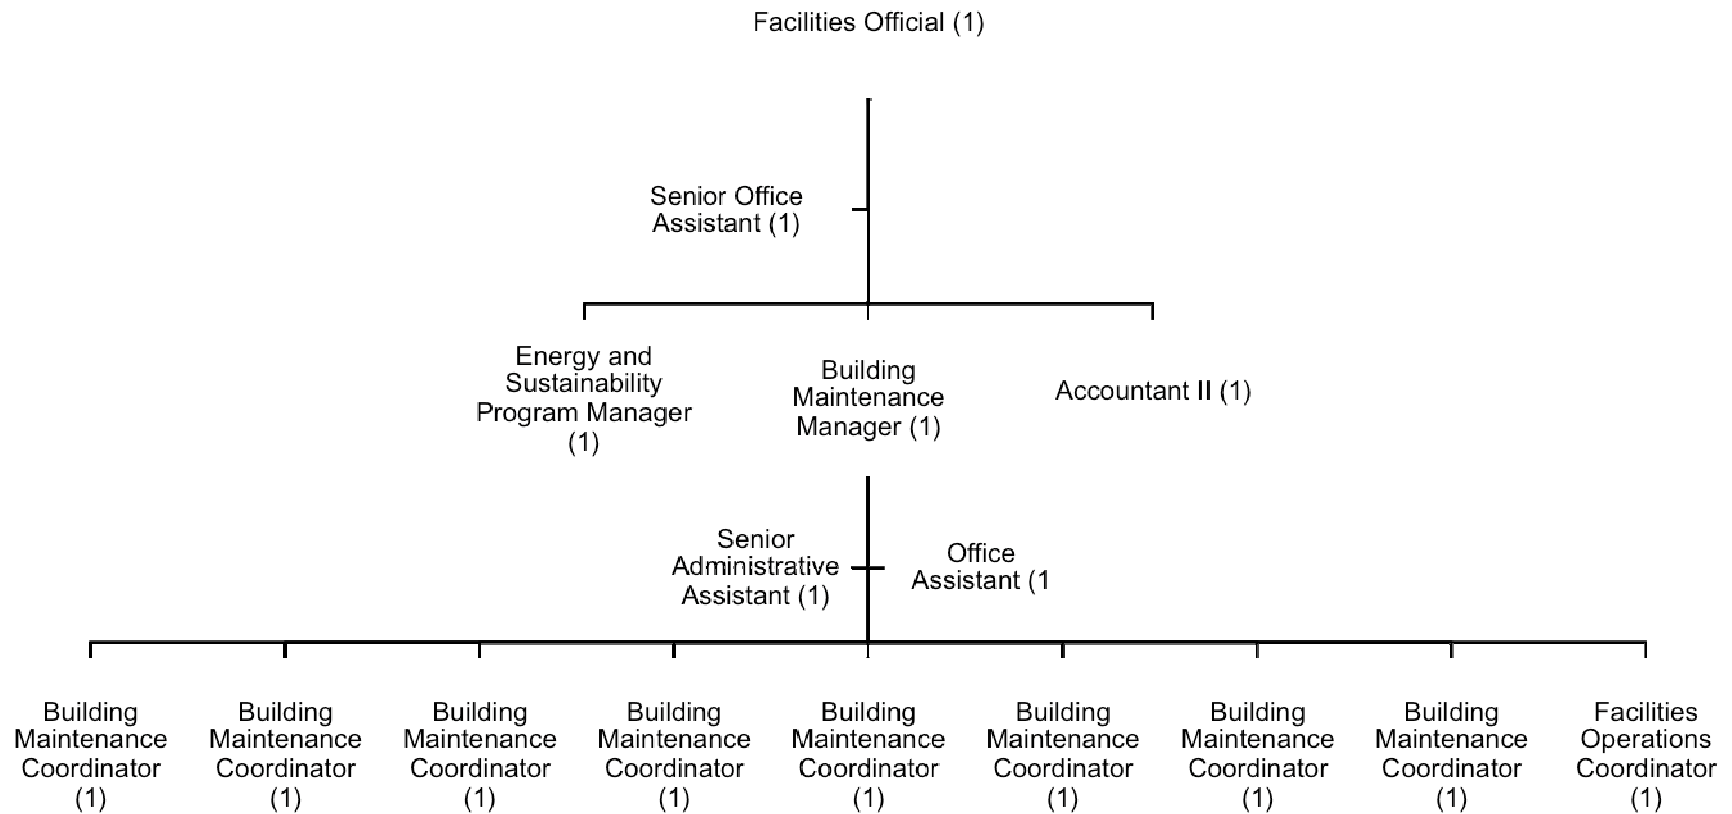 Facilities Official (1)
Senior Office
Assistant (1)
Energy and
Sustainability
Program Manager
(1)
Building
Maintenance
Manager (1)
Accountant II (1)
Senior
Administrative
Assistant (1)
Office
Assistant (1
Building
Maintenance
Coordinator
(1)
Building
Maintenance
Coordinator
(1)
Building
Maintenance
Coordinator
(1)
Building
Maintenance
Coordinator
(1)
Building
Maintenance
Coordinator
(1)
Building
Maintenance
Coordinator
(1)
Building
Maintenance
Coordinator
(1)
Building
Maintenance
Coordinator
(1)
Facilities
Operations
Coordinator
(1)